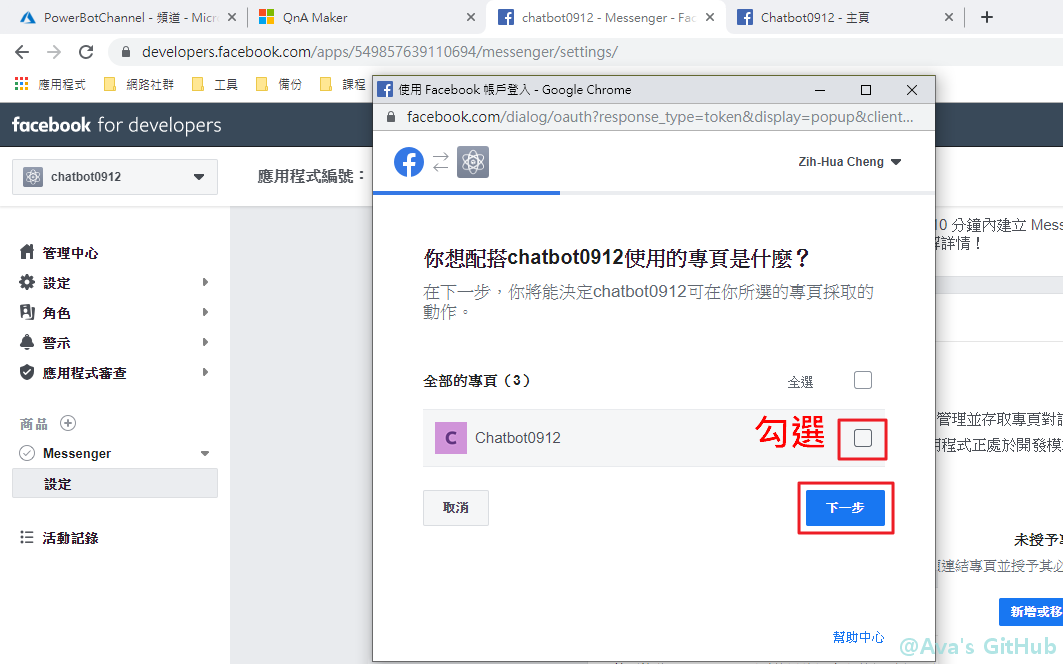 PowerBotChannel - 頻道 - Micr
QnA Maker
chatbot0912 - Messenger - Fac
Chatbot0912 - 主頁
developers.facebook.com/apps/549857639110694/messenger/settings/
應用程式
網路社群
工具
備份
課程
使用 Facebook 帳戶登入 - Google Chrome
facebook.com/dialog/oauth?response_type=token&display=popup&client...
facebook for developers
chatbot0912
應用程式編號：
Zih-Hua Cheng
管理中心
設定
角色
警示
應用程式審查
商品
Messenger
設定
活動記錄
你想配搭chatbot0912使用的專頁是什麼？
在下一步，你將能決定chatbot0912可在你所選的專頁採取的
動作。
全部的專頁（3）
全選
C
Chatbot0912
勾選
取消
下一步
幫助中心
10 分鐘內建立 Mess
詳情！
管理並存取專頁對
用程式正處於開發模
未授予
連結專頁並授予其必
新增或移
@Ava's GitHub